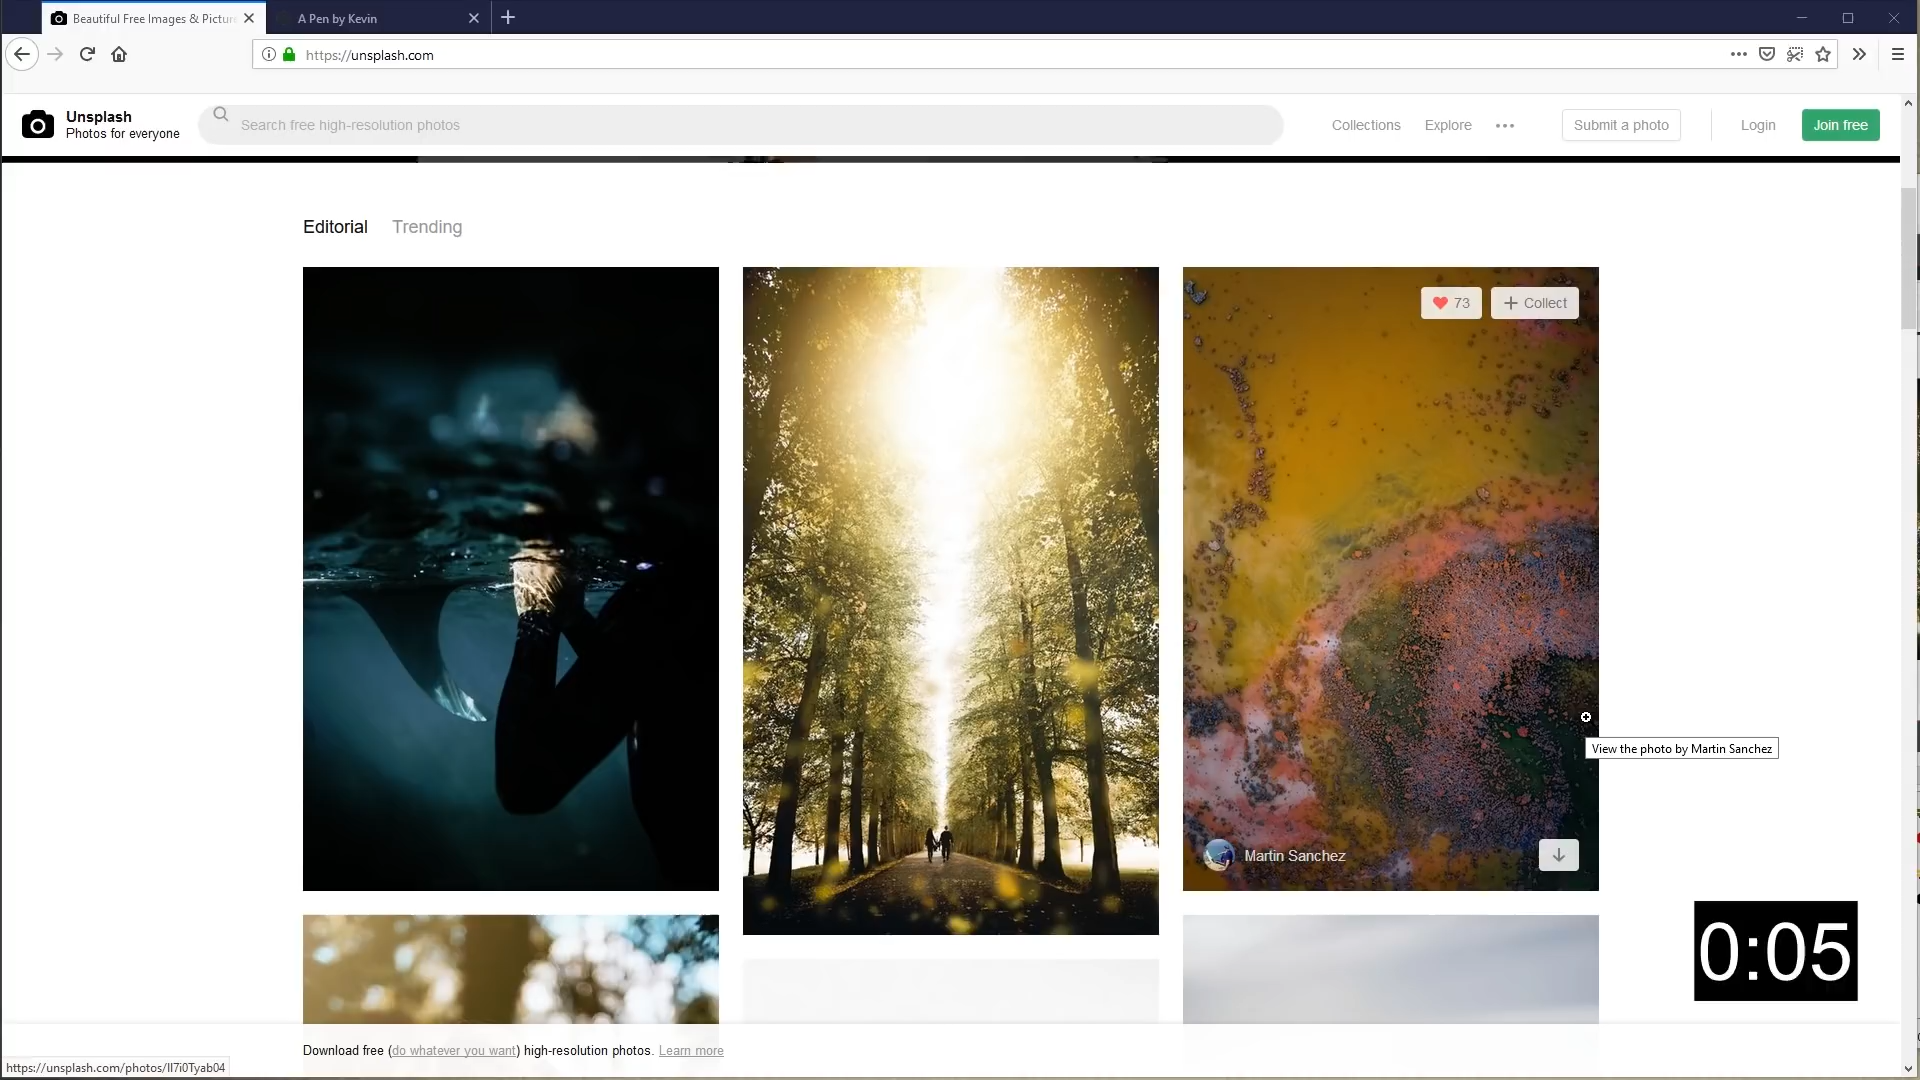 Beautiful Free Images & Pictur
A Pen by Kevin
https://unsplash.com
Unsplash
Photos for everyone
Search free high-resolution photos
Collections
Explore
Submit a photo
Login
Join free
Editorial
Trending
73
Collect
View the photo by Martin Sanchez
Martin Sanchez
0:05
Download free (do whatever you want) high-resolution photos. Learn more
https://unsplash.com/photos/II7i0Tyab04